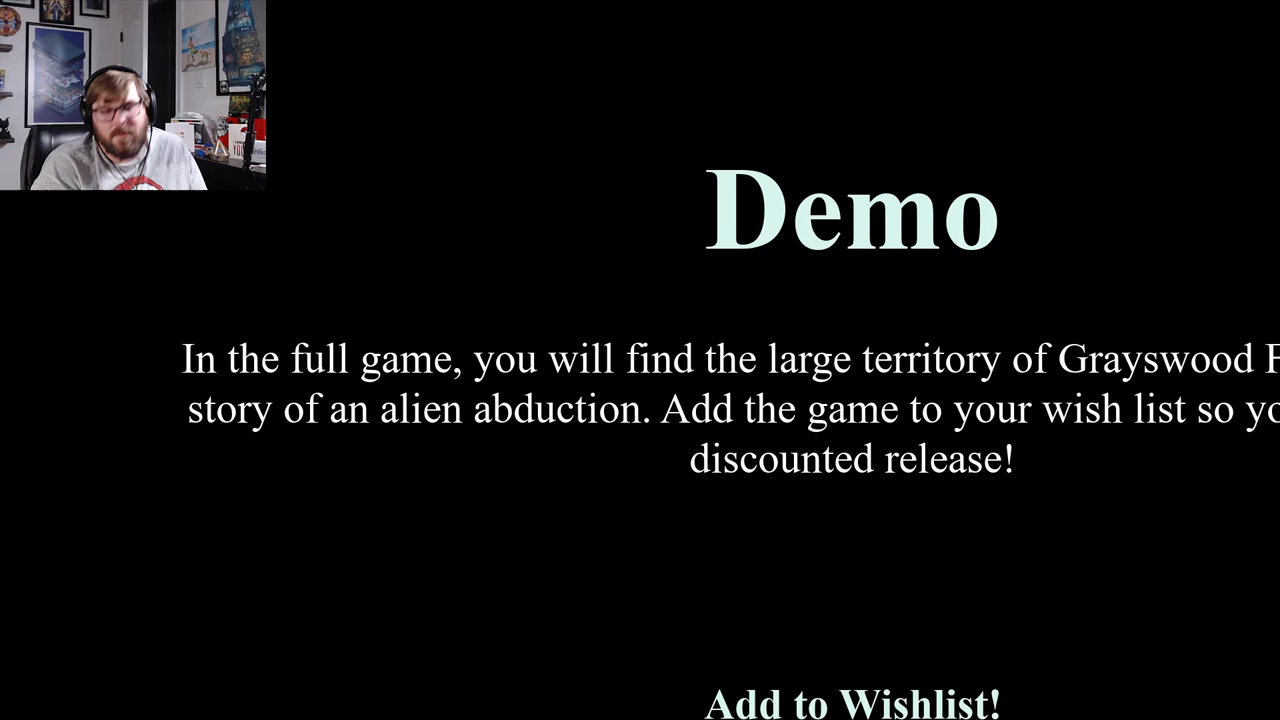 Demo
In the full game, you will find the large territory of Grayswood
story of an alien abduction. Add the game to your wish list so
discounted release!
Add to Wishlist!